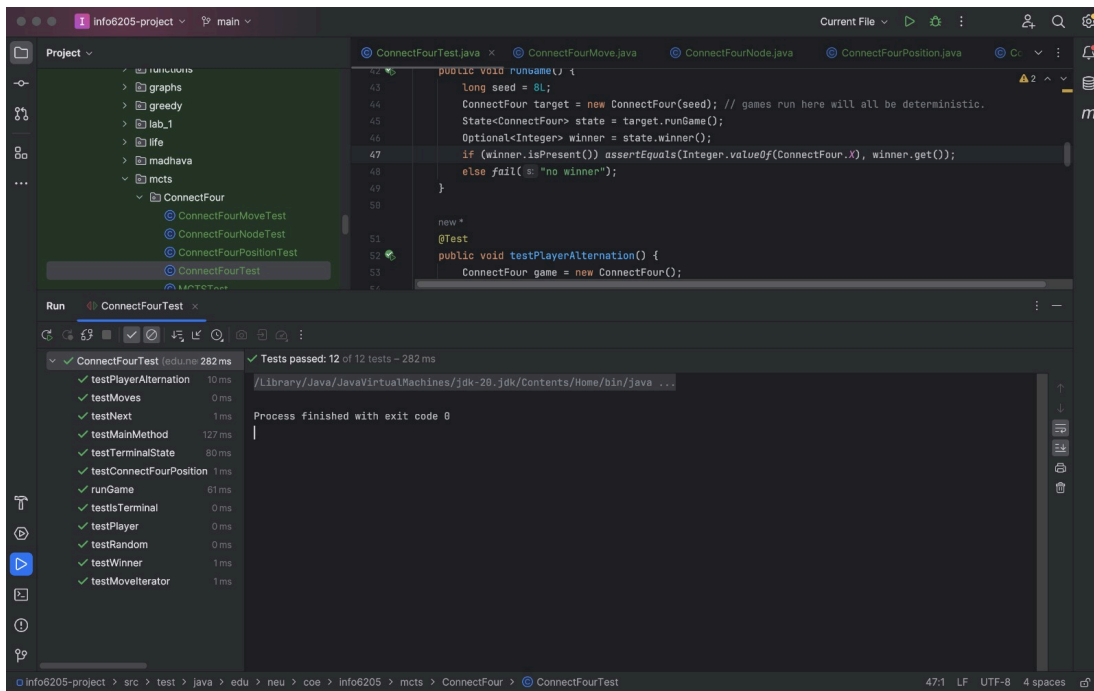 I info6205-project main Current File
Project
functions
graphs
greedy
lab_1
life
madhava
mcts
ConnectFour
ConnectFourMoveTest
ConnectFourNodeTest
ConnectFourPositionTest
ConnectFourTest
MCTSTest
ConnectFourTest.java × ConnectFourMove.java ConnectFourNode.java ConnectFourPosition.java
2
42 public void runGame() {
43 long seed = 8L;
44 ConnectFour target = new ConnectFour(seed); // games run here will all be deterministic.
45 State<ConnectFour> state = target.runGame();
46 Optional<Integer> winner = state.winner();
47 if (winner.isPresent()) assertEquals(Integer.valueOf(ConnectFour.X), winner.get());
48 else fail( s: "no winner");
49 }
50
new *
51 @Test
52 public void testPlayerAlternation() {
53 ConnectFour game = new ConnectFour();
54
Run ConnectFourTest ×
ConnectFourTest (edu.ne 282 ms
testPlayerAlternation 10 ms
testMoves 0 ms
testNext 1 ms
testMainMethod 127 ms
testTerminalState 80 ms
testConnectFourPosition 1 ms
runGame 61 ms
testIsTerminal 0 ms
testPlayer 0 ms
testRandom 0 ms
testWinner 1 ms
testMoveIterator 1 ms
Tests passed: 12 of 12 tests – 282 ms
/Library/Java/JavaVirtualMachines/jdk-20.jdk/Contents/Home/bin/java ...
Process finished with exit code 0
info6205-project > src > test > java > edu > neu > coe > info6205 > mcts > ConnectFour > ConnectFourTest 47:1 LF UTF-8 4 spaces